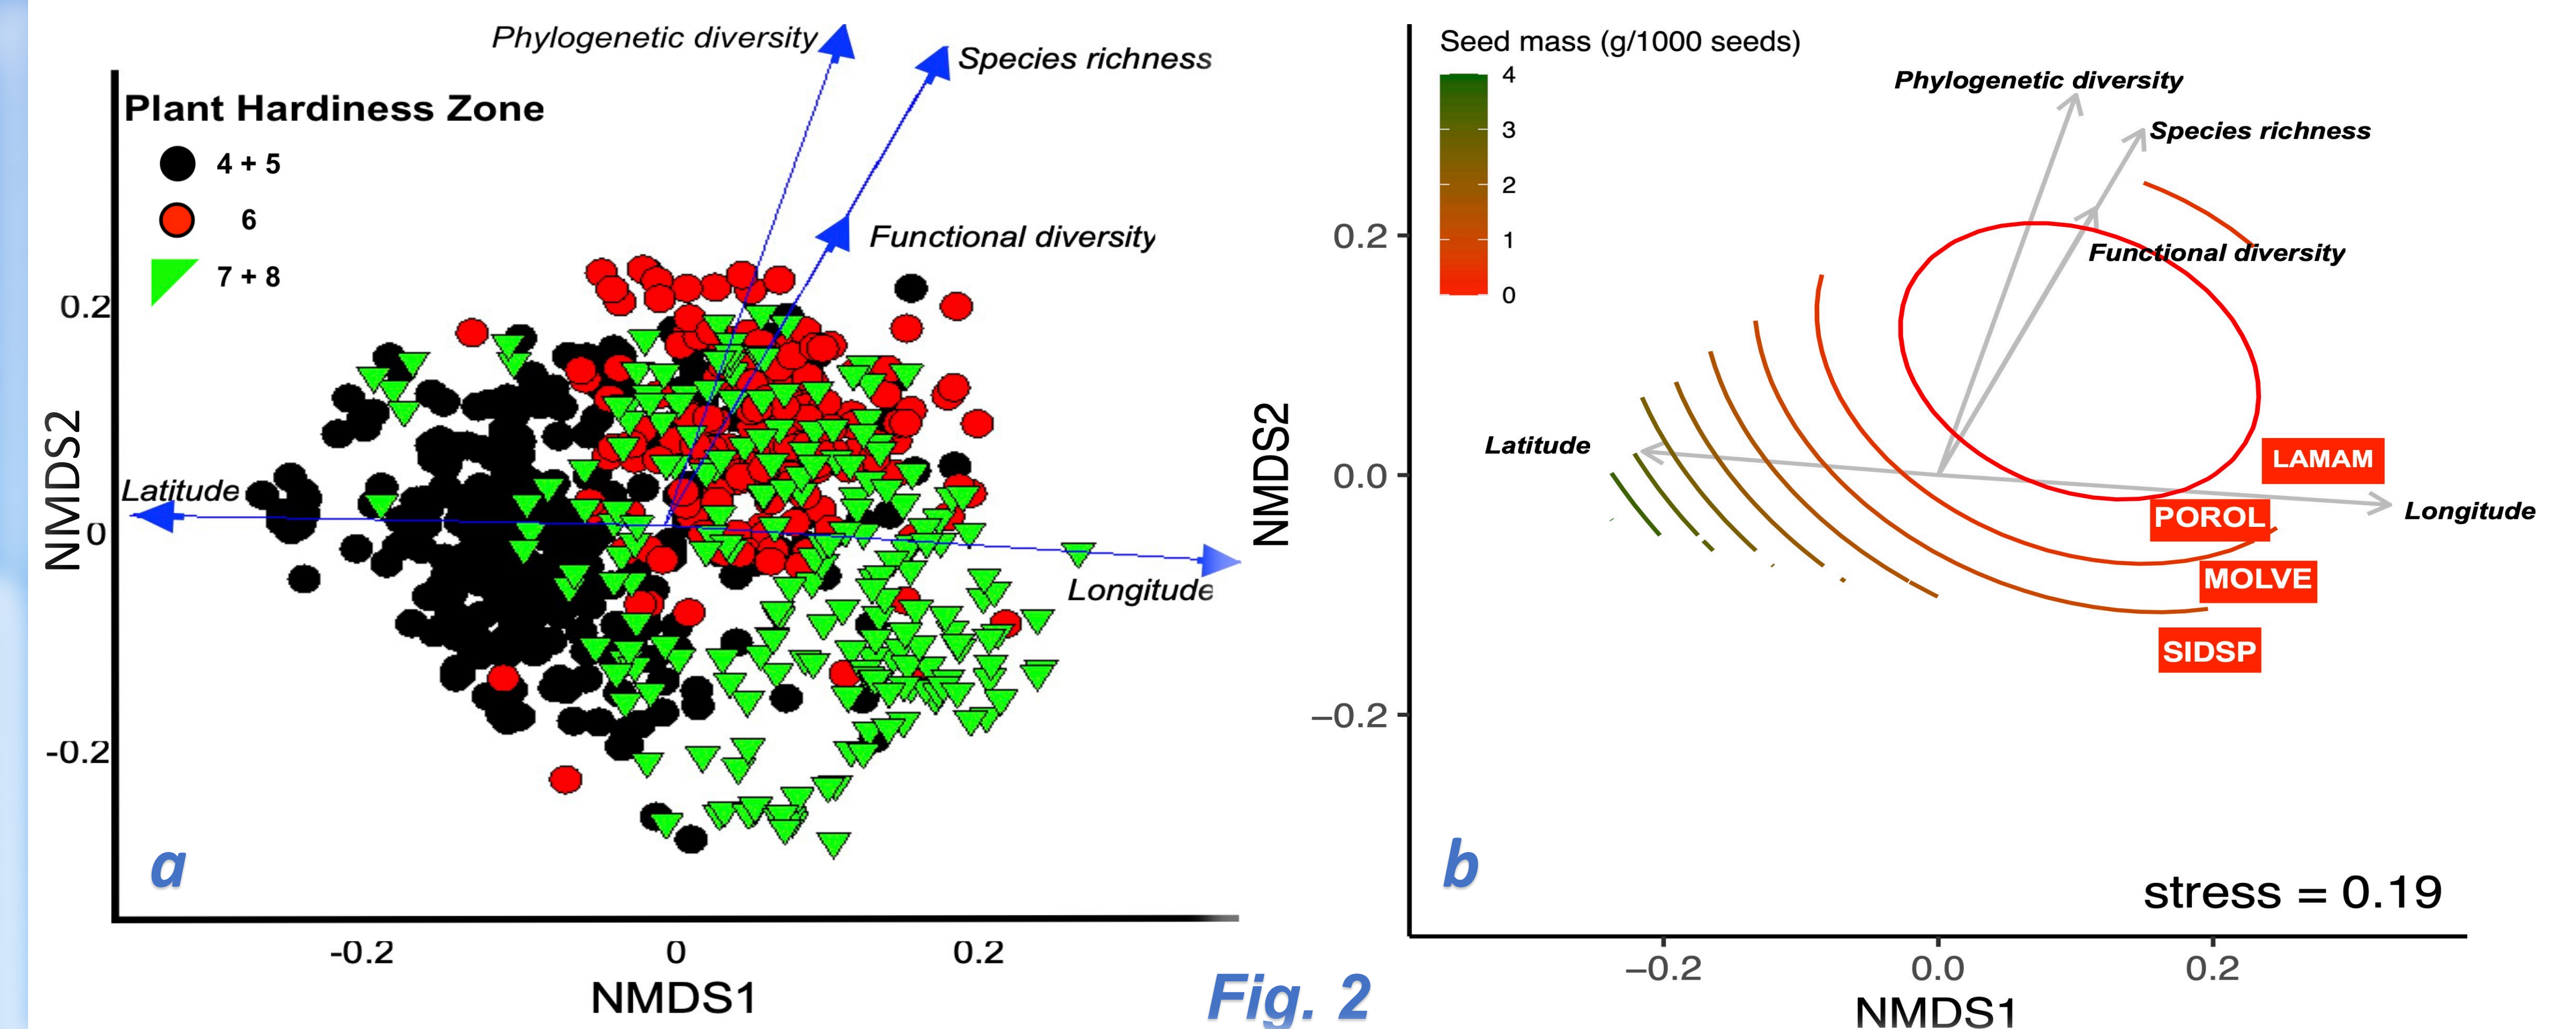 Phylogenetic diversity
Species richness
Plant Hardiness Zone
4 + 5
6
7 + 8
Functional diversity
0.2
Latitude
0
Longitude
-0.2
NMDS2
a
-0.2 0 0.2
NMDS1
Fig. 2
Seed mass (g/1000 seeds)
4
3
2
1
0
Phylogenetic diversity
Species richness
Functional diversity
0.2
Latitude
LAMAM
0.0
Longitude
POROL
MOLVE
SIDSP
−0.2
NMDS2
b
stress = 0.19
−0.2 0.0 0.2
NMDS1